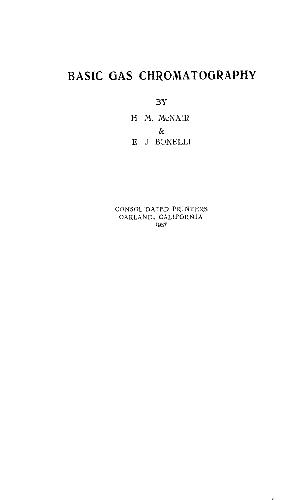 BASIC GAS CHROMATOGRAPHY
BY
H. M. McNAIR
&
E. J. BONELLI
CONSOLIDATED PRINTERS
OAKLAND, CALIFORNIA